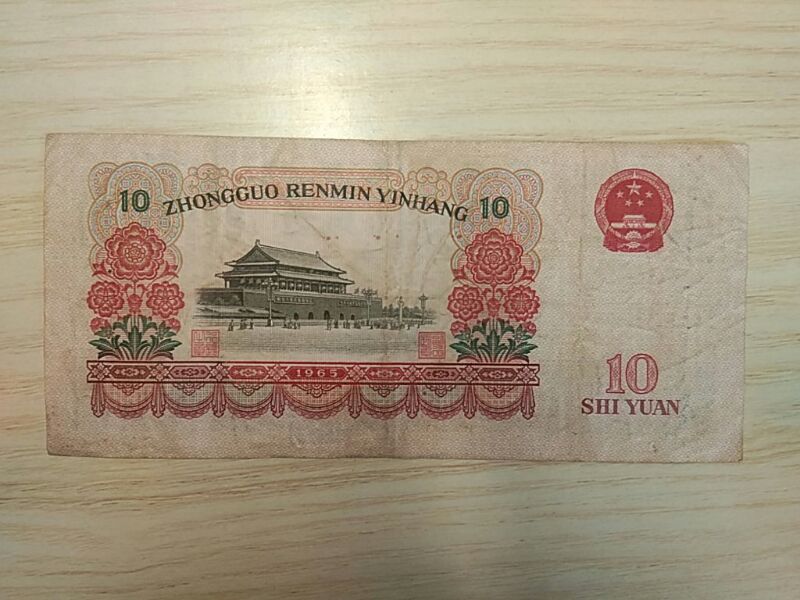 10 ZHONGGUO RENMIN YINHANG 10
1965
10
SHI YUAN